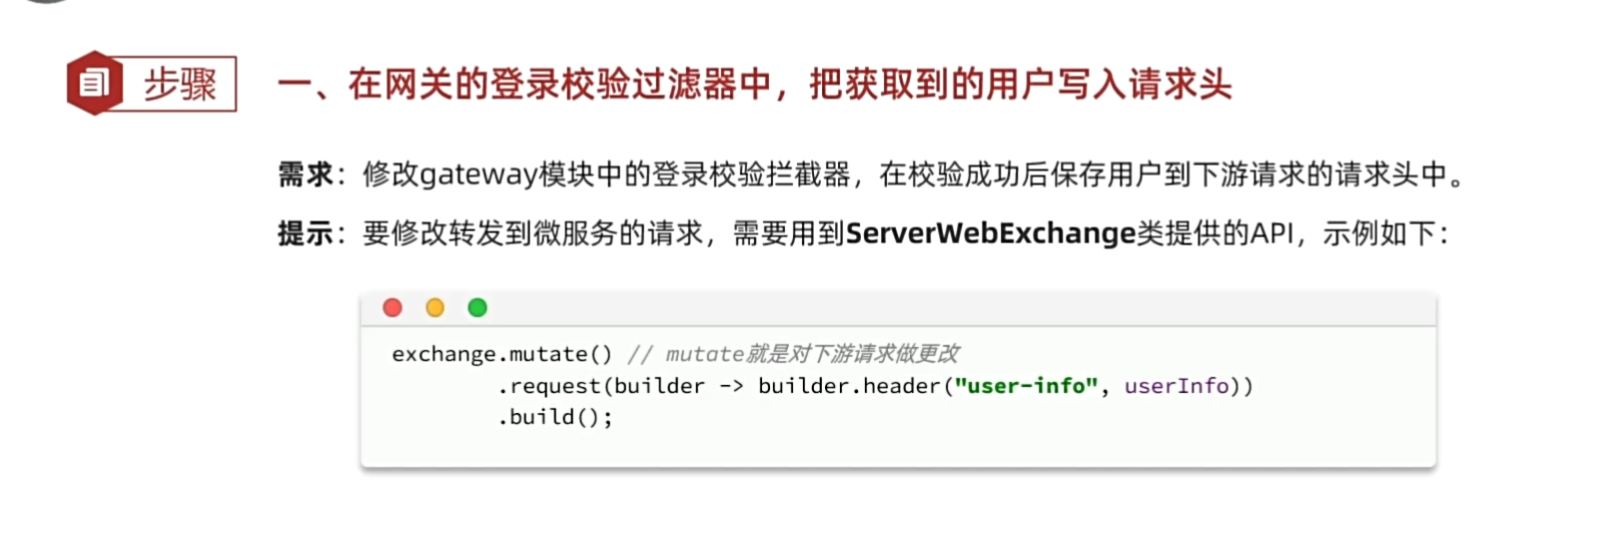 步骤
一、在网关的登录校验过滤器中，把获取到的用户写入请求头
需求：修改gateway模块中的登录校验拦截器，在校验成功后保存用户到下游请求的请求头中。
提示：要修改转发到微服务的请求，需要用到ServerWebExchange类提供的API，示例如下：
exchange.mutate() // mutate就是对下游请求做更改
.request(builder -> builder.header("user-info", userInfo))
.build();